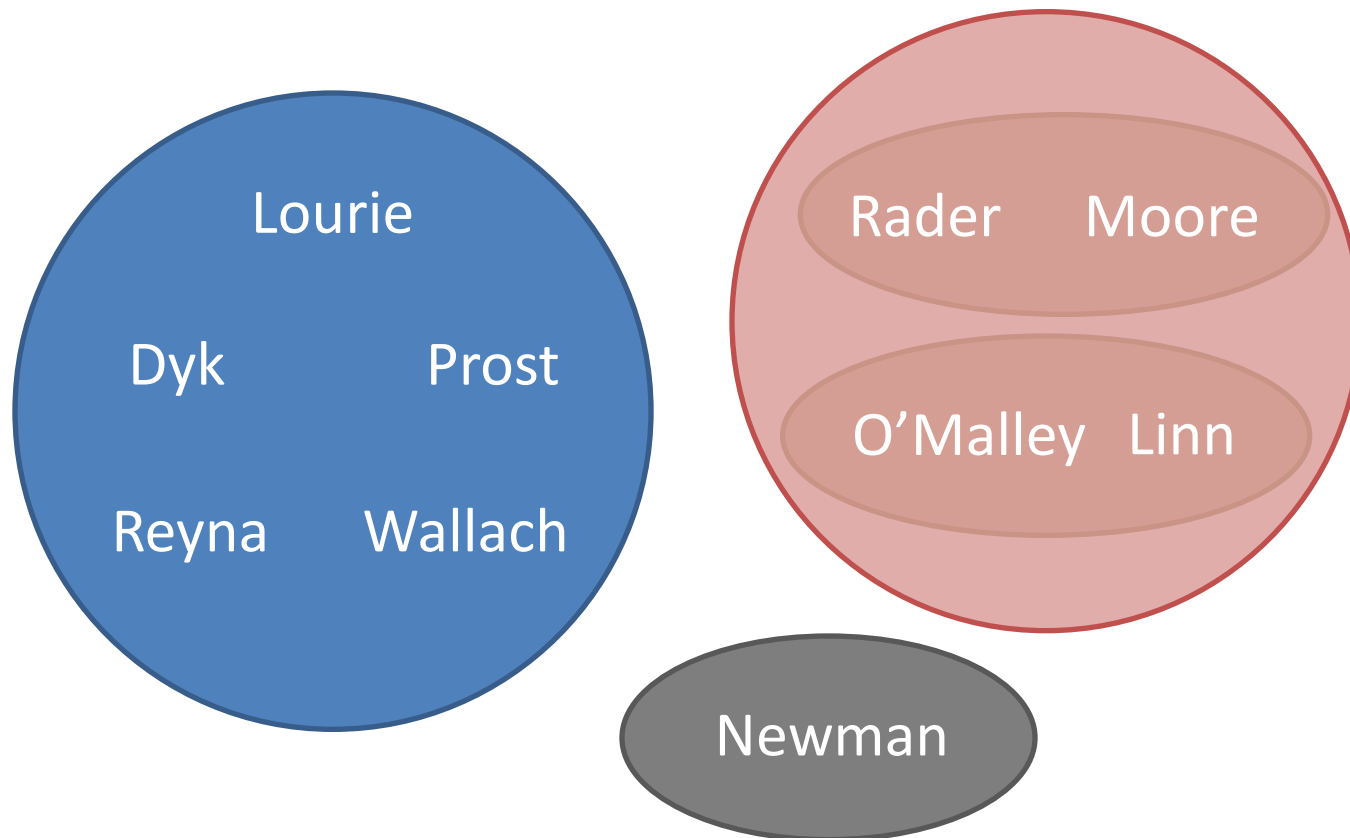 Lourie
Dyk Prost
Reyna Wallach
Rader Moore
O’Malley Linn
Newman